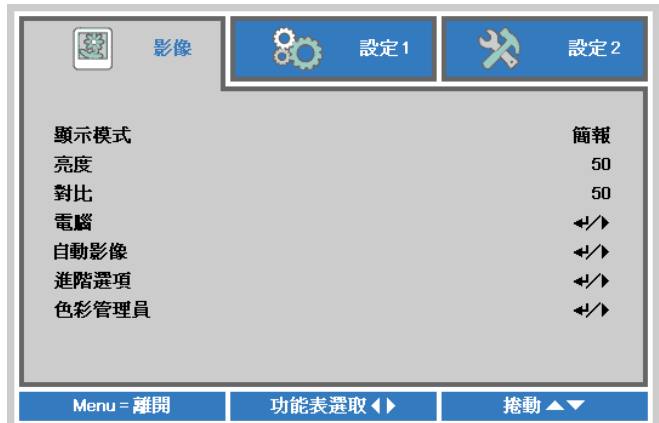 影像 設定1 設定2
顯示模式 簡報
亮度 50
對比 50
電腦 ↵/▶
自動影像 ↵/▶
進階選項 ↵/▶
色彩管理員 ↵/▶
Menu = 離開 功能表選取 ◀▶ 捲動 ▲▼